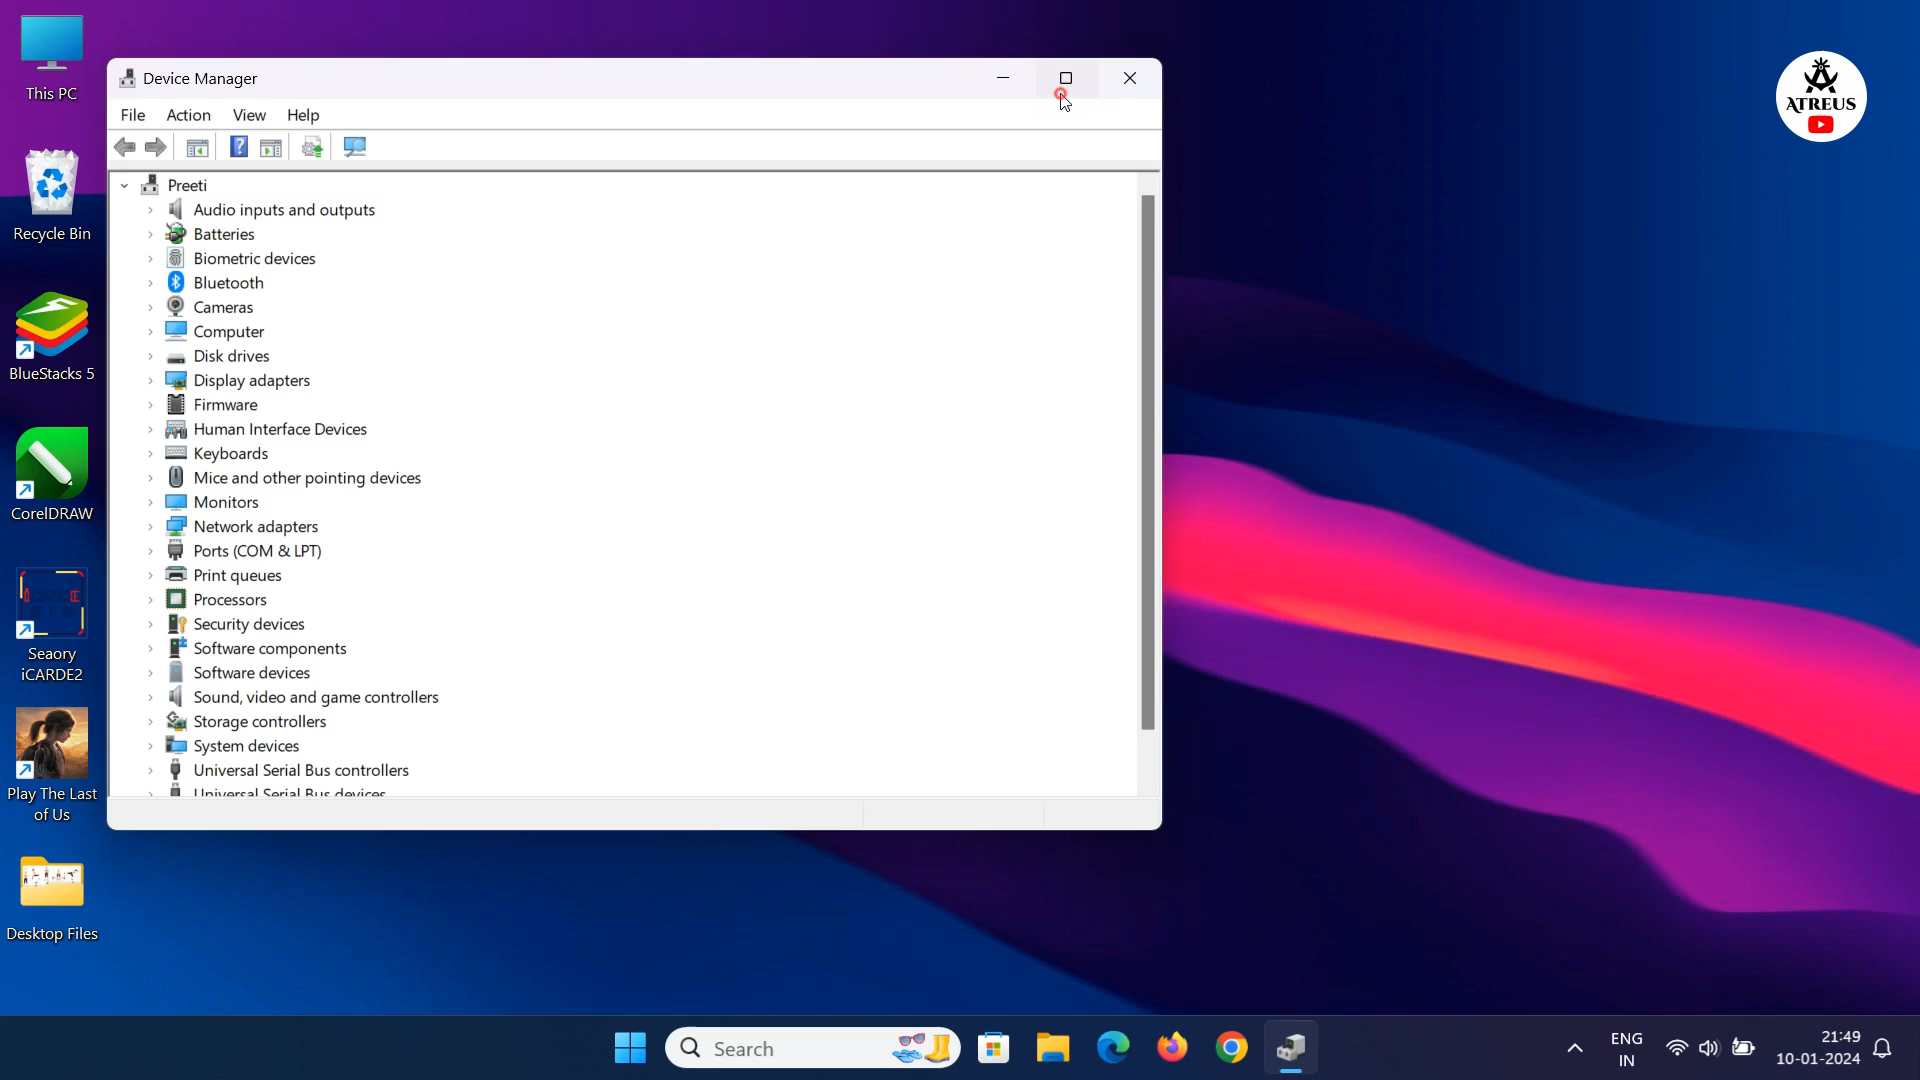 This PC
Recycle Bin
BlueStacks 5
CorelDRAW
Seaory
iCARDE2
Play The Last
of Us
Desktop Files
Device Manager
File Action View Help
Preeti
Audio inputs and outputs
Batteries
Biometric devices
Bluetooth
Cameras
Computer
Disk drives
Display adapters
Firmware
Human Interface Devices
Keyboards
Mice and other pointing devices
Monitors
Network adapters
Ports (COM & LPT)
Print queues
Processors
Security devices
Software components
Software devices
Sound, video and game controllers
Storage controllers
System devices
Universal Serial Bus controllers
Universal Serial Bus devices
ATREUS
Search
ENG
IN
21:49
10-01-2024